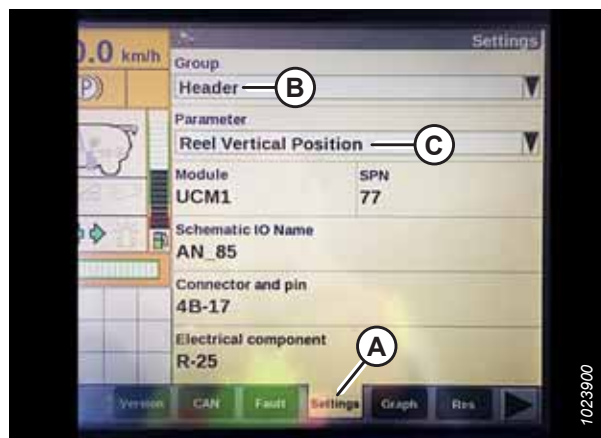 0.0 km/h
Settings
(P)
Group
Header
B
Parameter
Reel Vertical Position
C
Module SPN
UCM1 77
Schematic IO Name
AN_85
Connector and pin
4B-17
Electrical component
R-25
A
Version CAN Fault Settings Graph Res
1023900